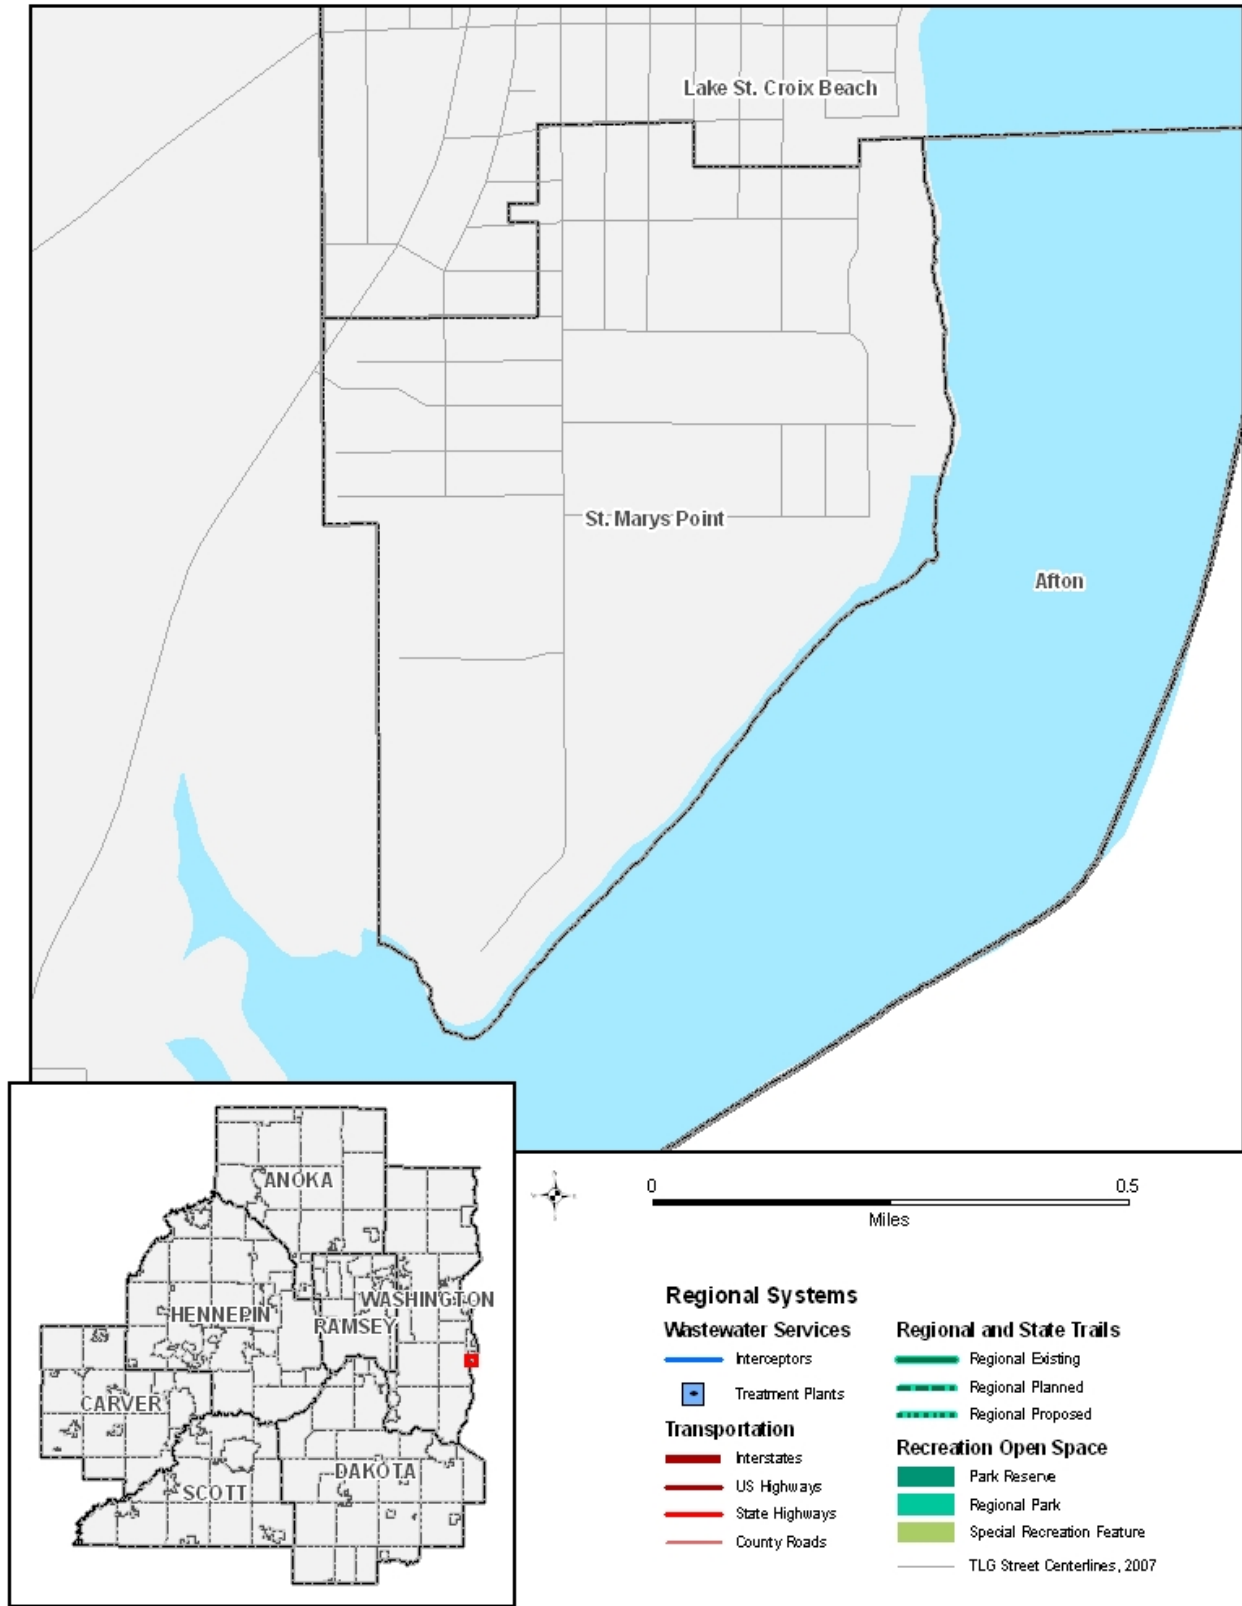 Lake St. Croix Beach
St. Marys Point
Afton
ANOKA
WASHINGTON
HENNEPIN
RAMSEY
CARVER
DAKOTA
SCOTT
0 0.5
Miles
Regional Systems
Wastewater Services
Interceptors
Treatment Plants
Transportation
Interstates
US Highways
State Highways
County Roads
Regional and State Trails
Regional Existing
Regional Planned
Regional Proposed
Recreation Open Space
Park Reserve
Regional Park
Special Recreation Feature
TLG Street Centerlines, 2007